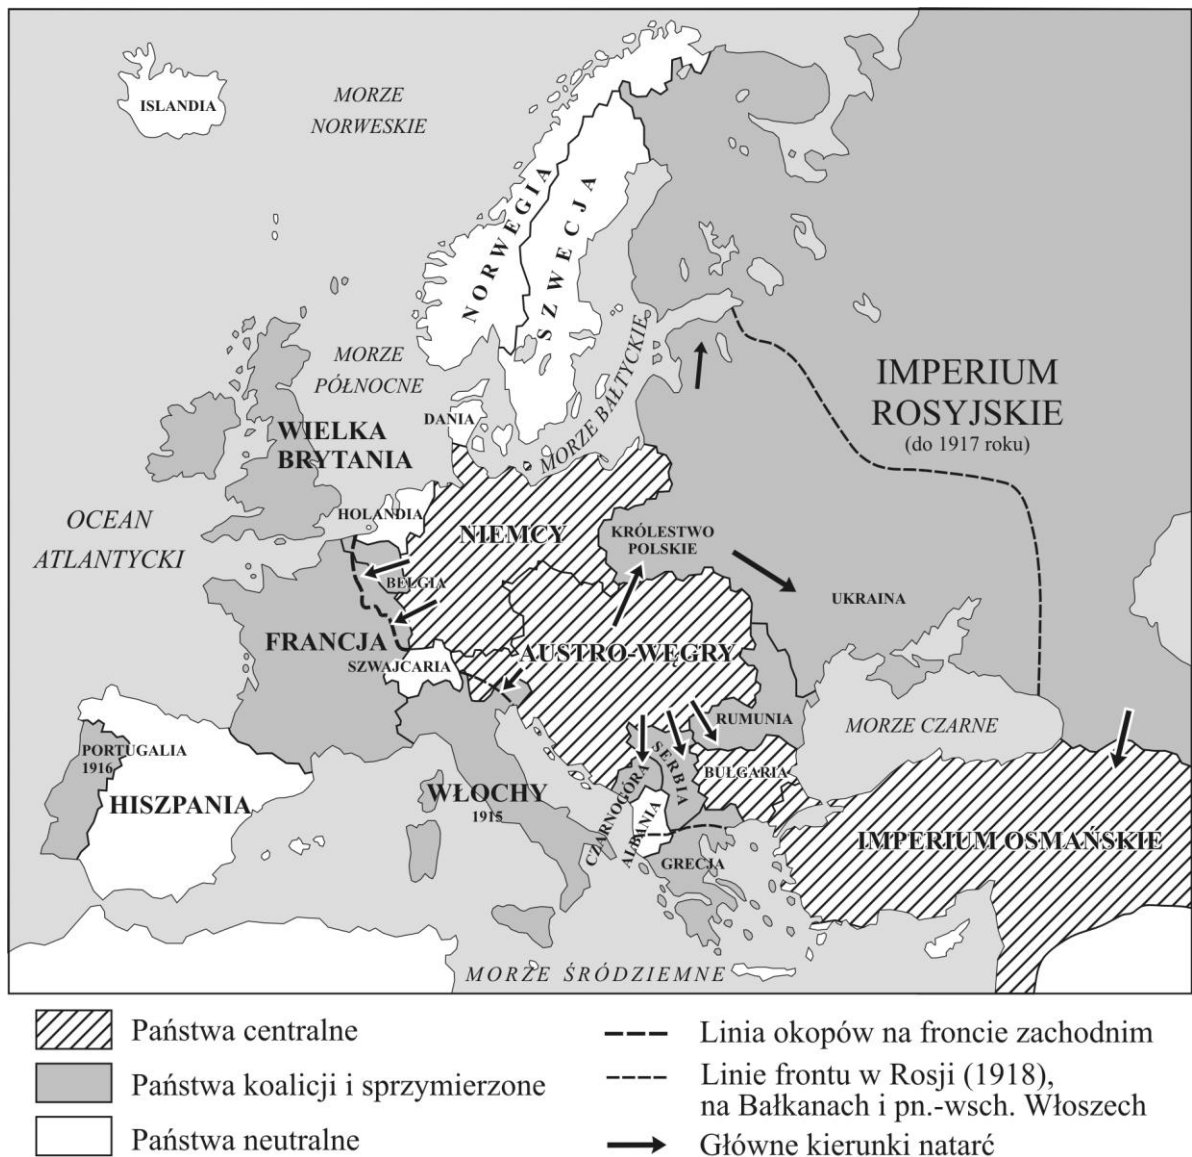 ISLANDIA
MORZE
NORWESKIE
NORWEGIA
SZWECJA
MORZE
PÓŁNOCNE
MORZE BAŁTYCKIE
IMPERIUM
ROSYJSKIE
(do 1917 roku)
DANIA
WIELKA
BRYTANIA
OCEAN
ATLANTYCKI
HOLANDIA
NIEMCY
KRÓLESTWO
POLSKIE
BELGIA
UKRAINA
FRANCJA
SZWAJCARIA
AUSTRO-WĘGRY
RUMUNIA
MORZE CZARNE
PORTUGALIA
1916
HISZPANIA
WŁOCHY
1915
CZARNOGÓRA
SERBIA
BUŁGARIA
ALBANIA
GRECJA
IMPERIUM OSMAŃSKIE
MORZE ŚRÓDZIEMNE
Państwa centralne
Państwa koalicji i sprzymierzone
Państwa neutralne
Linia okopów na froncie zachodnim
Linie frontu w Rosji (1918),
na Bałkanach i pn.-wsch. Włoszech
Główne kierunki natarć